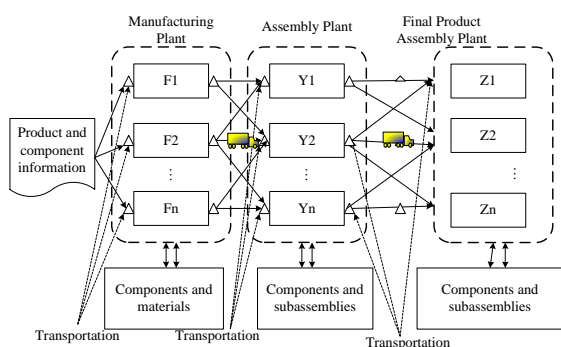 Manufacturing
Plant
Assembly Plant
Final Product
Assembly Plant
F1
Y1
Z1
Product and
component
information
F2
Y2
Z2
⋮
⋮
⋮
Fn
Yn
Zn
Components and
materials
Components and
subassemblies
Components and
subassemblies
Transportation
Transportation
Transportation